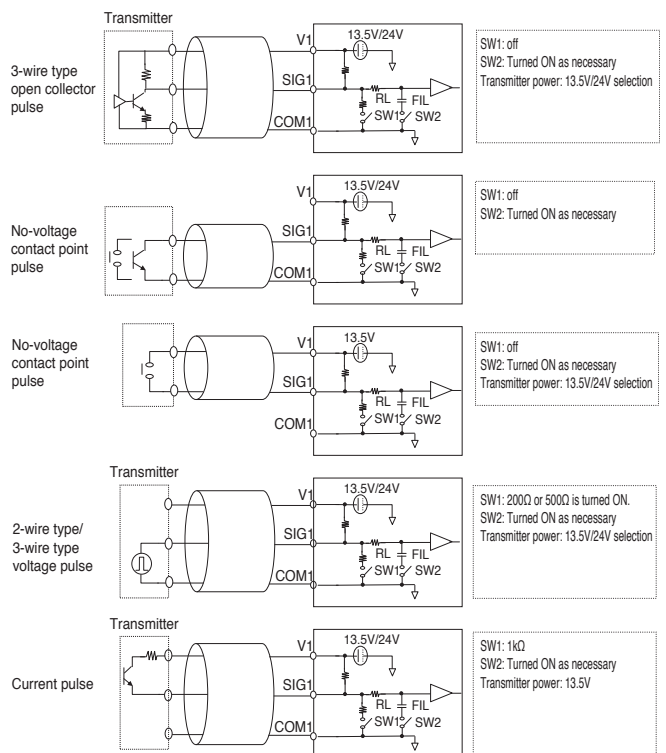 Transmitter
3-wire type
open collector
pulse
V1
SIG1
COM1
13.5V/24V
RL
FIL
SW1
SW2
SW1: off
SW2: Turned ON as necessary
Transmitter power: 13.5V/24V selection
No-voltage
contact point
pulse
V1
SIG1
COM1
13.5V/24V
RL
FIL
SW1
SW2
SW1: off
SW2: Turned ON as necessary
No-voltage
contact point
pulse
V1
SIG1
COM1
13.5V
RL
FIL
SW1
SW2
SW1: off
SW2: Turned ON as necessary
Transmitter power: 13.5V/24V selection
Transmitter
2-wire type/
3-wire type
voltage pulse
V1
SIG1
COM1
13.5V/24V
RL
FIL
SW1
SW2
SW1: 200Ω or 500Ω is turned ON.
SW2: Turned ON as necessary
Transmitter power: 13.5V/24V selection
Transmitter
Current pulse
V1
SIG1
COM1
13.5V/24V
RL
FIL
SW1
SW2
SW1: 1kΩ
SW2: Turned ON as necessary
Transmitter power: 13.5V